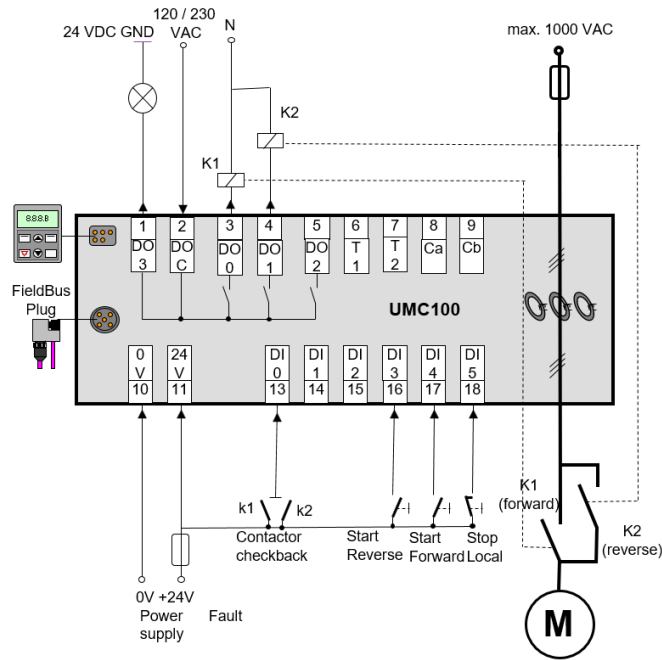 120 / 230
VAC
24 VDC GND
N
max. 1000 VAC
K2
K1
8.8.8.B
1
2
3
4
5
6
7
8
9
DO
3
DO
C
DO
0
DO
1
DO
2
T
1
T
2
Ca
Cb
FieldBus
Plug
UMC100
0
V
24
V
DI
0
DI
1
DI
2
DI
3
DI
4
DI
5
10
11
13
14
15
16
17
18
k1
k2
Contactor
checkback
Start
Reverse
Start
Forward
Stop
Local
K1
(forward)
K2
(reverse)
0V +24V
Power
supply
Fault
M